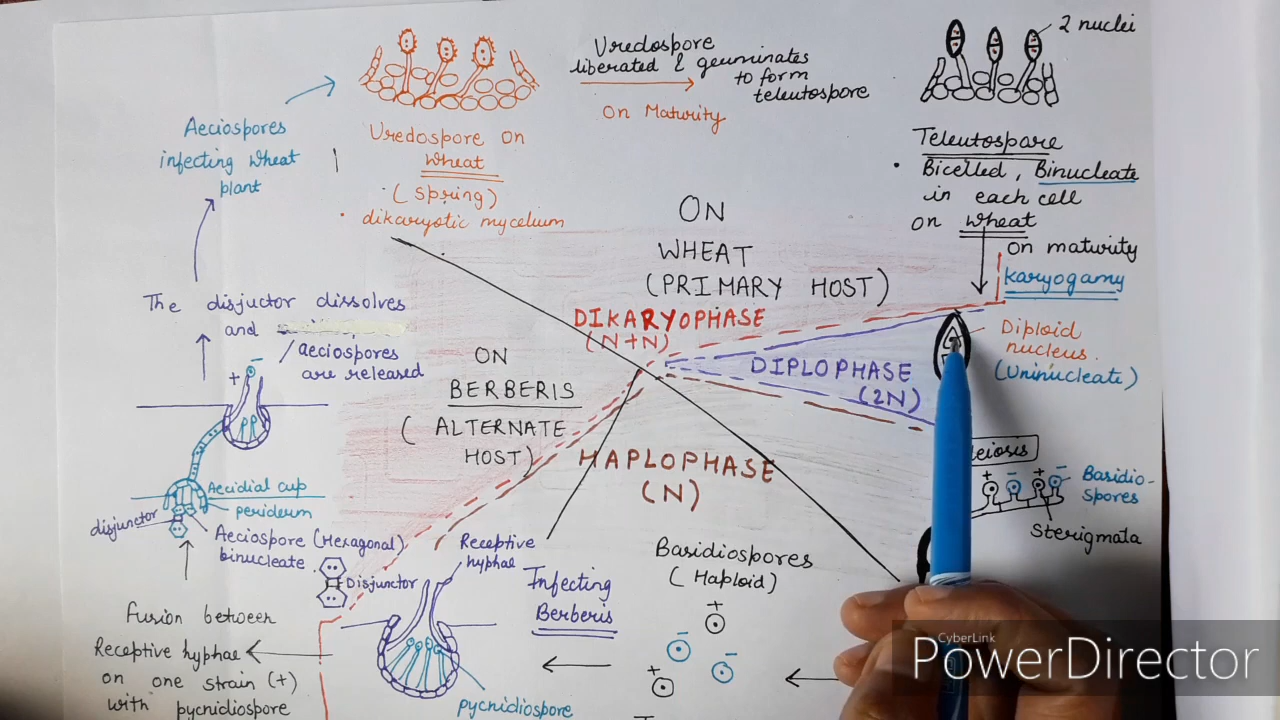 Uredospore
liberated & germinates
to form
teleutospore
on Maturity
2 nuclei
Aeciospores
infecting wheat
plant
Uredospore on
wheat
(spring)
dikaryotic mycelium
Teleutospore
Bicelled, Binucleate
in each cell
on wheat
on maturity
karyogamy
ON
WHEAT
(PRIMARY HOST)
DIKARYOPHASE
(N+N)
DIPLOPHASE
(2N)
Diploid
nucleus.
(Uninucleate)
The disjuctor dissolves
and
aeciospores
are released
+
-
ON
BERBERIS
(ALTERNATE
HOST)
HAPLOPHASE
(N)
eiosis
+ - + -
Basidio-
spores
Sterigmata
Aecidial cup
periderm
disjunctor
Aeciospore (Hexagonal)
binucleate
Disjunctor
Receptive
hyphae
Infecting
Berberis
Basidiospores
(Haploid)
+
-
-
+
Fusion between
Receptive hyphae
on one strain (+)
with pycnidiospore
pycnidiospore
CyberLink
PowerDirector